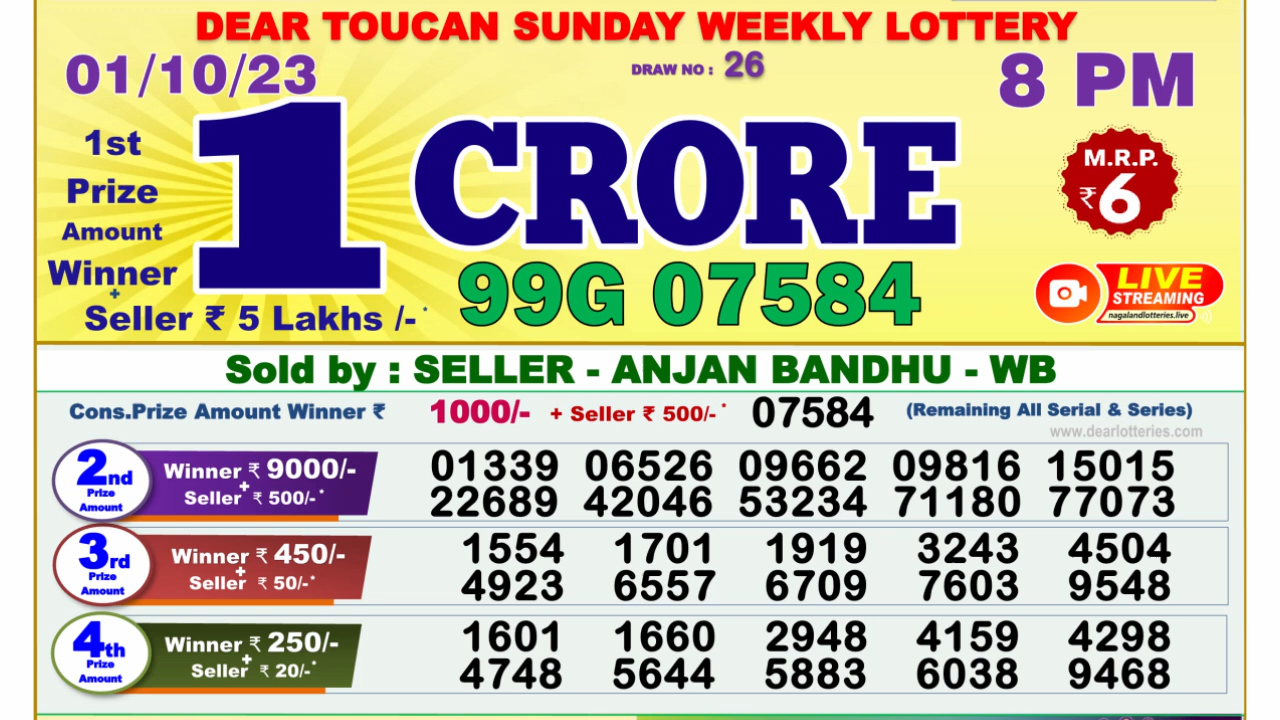 DEAR TOUCAN SUNDAY WEEKLY LOTTERY
01/10/23
DRAW NO : 26
8 PM
1st
Prize
Amount
Winner
+
Seller ₹ 5 Lakhs /-*
1 CRORE
99G 07584
M.R.P.
₹6
LIVE
STREAMING
nagalandlotteries.live
Sold by : SELLER - ANJAN BANDHU - WB
Cons.Prize Amount Winner ₹ 1000/- + Seller ₹ 500/-* 07584 (Remaining All Serial & Series)
www.dearlotteries.com
2nd
Prize
Amount
Winner ₹ 9000/-
+
Seller ₹ 500/-*
01339 06526 09662 09816 15015
22689 42046 53234 71180 77073
3rd
Prize
Amount
Winner ₹ 450/-
+
Seller ₹ 50/-*
1554 1701 1919 3243 4504
4923 6557 6709 7603 9548
4th
Prize
Amount
Winner ₹ 250/-
+
Seller ₹ 20/-*
1601 1660 2948 4159 4298
4748 5644 5883 6038 9468